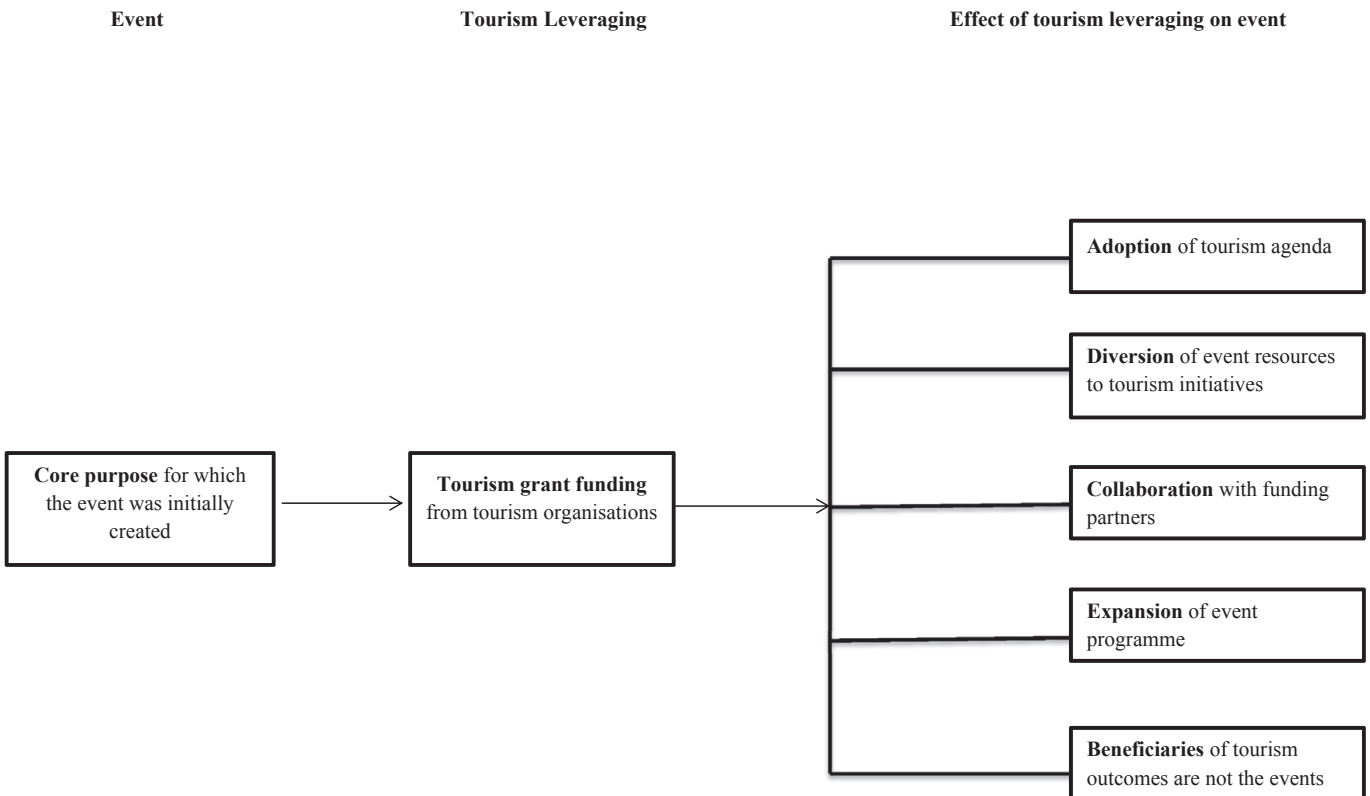 Event
Tourism Leveraging
Effect of tourism leveraging on event
Core purpose for which
the event was initially
created
Tourism grant funding
from tourism organisations
Adoption of tourism agenda
Diversion of event resources
to tourism initiatives
Collaboration with funding
partners
Expansion of event
programme
Beneficiaries of tourism
outcomes are not the events